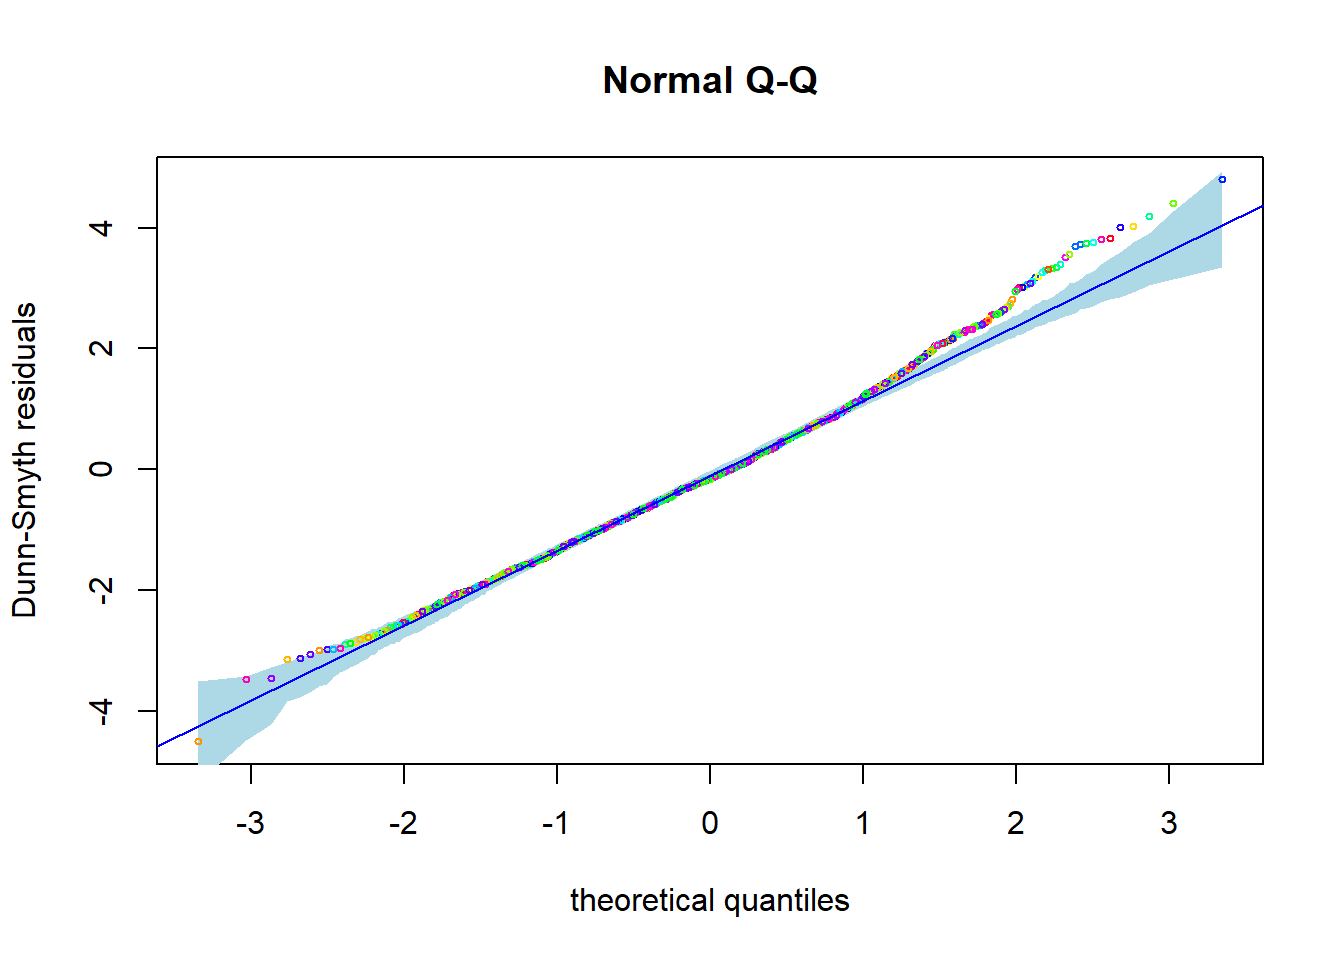 Normal Q-Q
Dunn-Smyth residuals
4
2
0
-2
-4
-3 -2 -1 0 1 2 3
theoretical quantiles